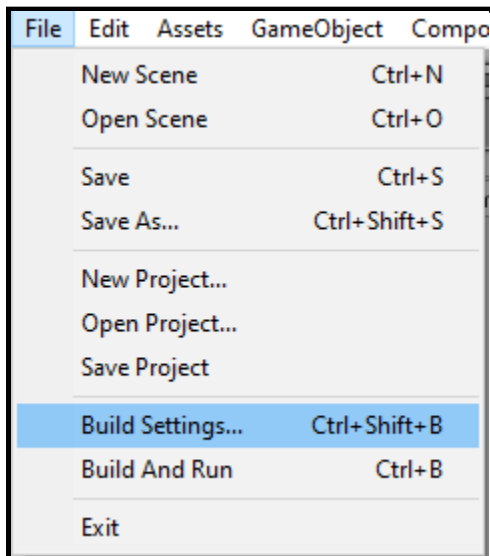 File Edit Assets GameObject Compo
New Scene Ctrl+N
Open Scene Ctrl+O
Save Ctrl+S
Save As... Ctrl+Shift+S
New Project...
Open Project...
Save Project
Build Settings... Ctrl+Shift+B
Build And Run Ctrl+B
Exit